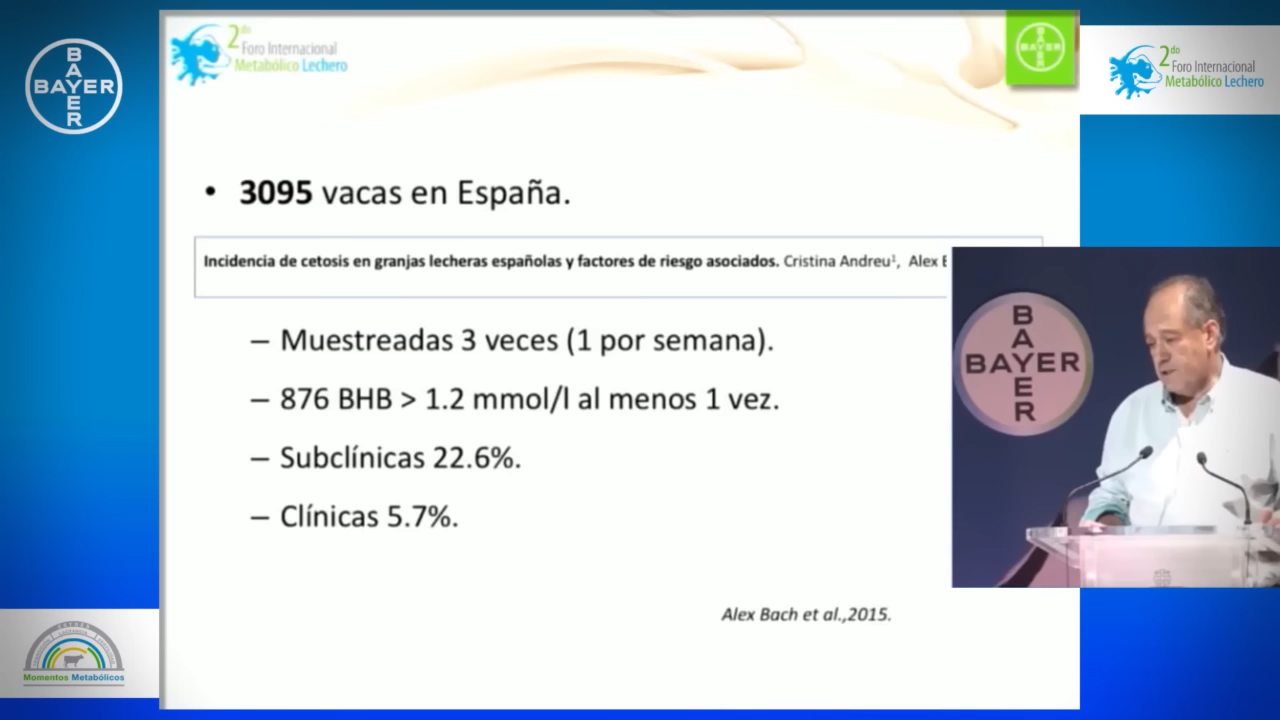 BAYER
BAYER
2do
Foro Internacional
Metabólico Lechero
BAYER
BAYER
2do
Foro Internacional
Metabólico Lechero
• 3095 vacas en España.
Incidencia de cetosis en granjas lecheras españolas y factores de riesgo asociados. Cristina Andreu¹, Alex
– Muestreadas 3 veces (1 por semana).
– 876 BHB > 1.2 mmol/l al menos 1 vez.
– Subclínicas 22.6%.
– Clínicas 5.7%.
Alex Bach et al.,2015.
BAYER
BAYER
Momentos Metabólicos